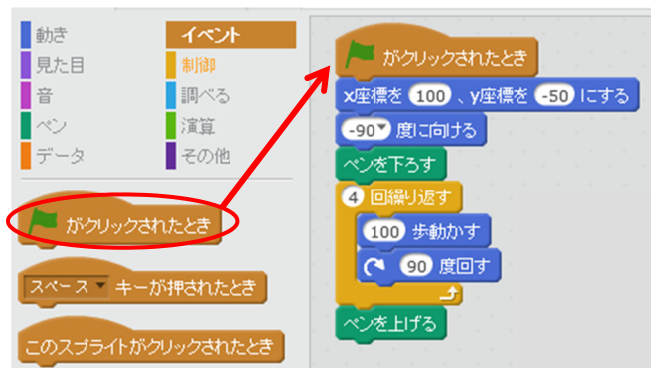 動き
イベント
見た目
制御
音
調べる
ペン
演算
データ
その他
がクリックされたとき
スペース キーが押されたとき
このスプライトがクリックされたとき
がクリックされたとき
x座標を 100 、y座標を -50 にする
-90 度に向ける
ペンを下ろす
4 回繰り返す
100 歩動かす
90 度回す
ペンを上げる